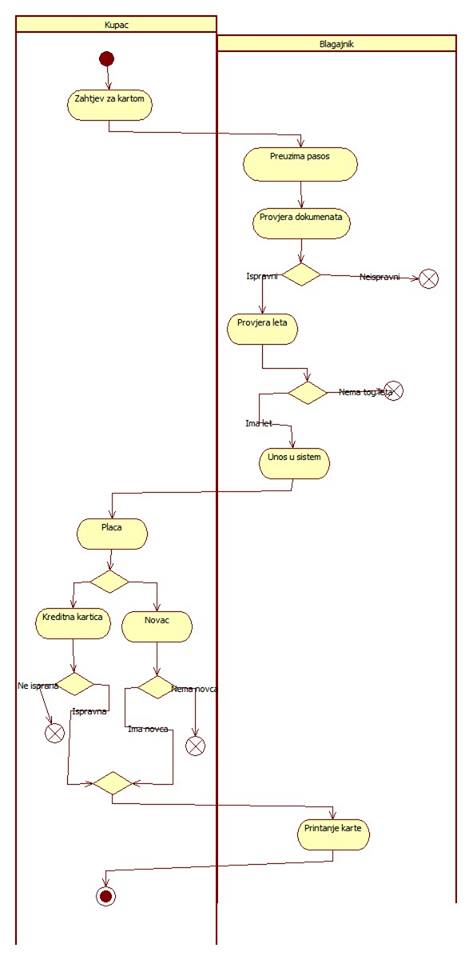 Kupac
Blagajnik
Zahtjev za kartom
Preuzima pasos
Provjera dokumenata
Ispravni
Neispravni
Provjera leta
Nema tog leta
Ima let
Unos u sistem
Placa
Kreditna kartica
Novac
Ne isprana
Nema novca
Ispravna
Ima novca
Printanje karte